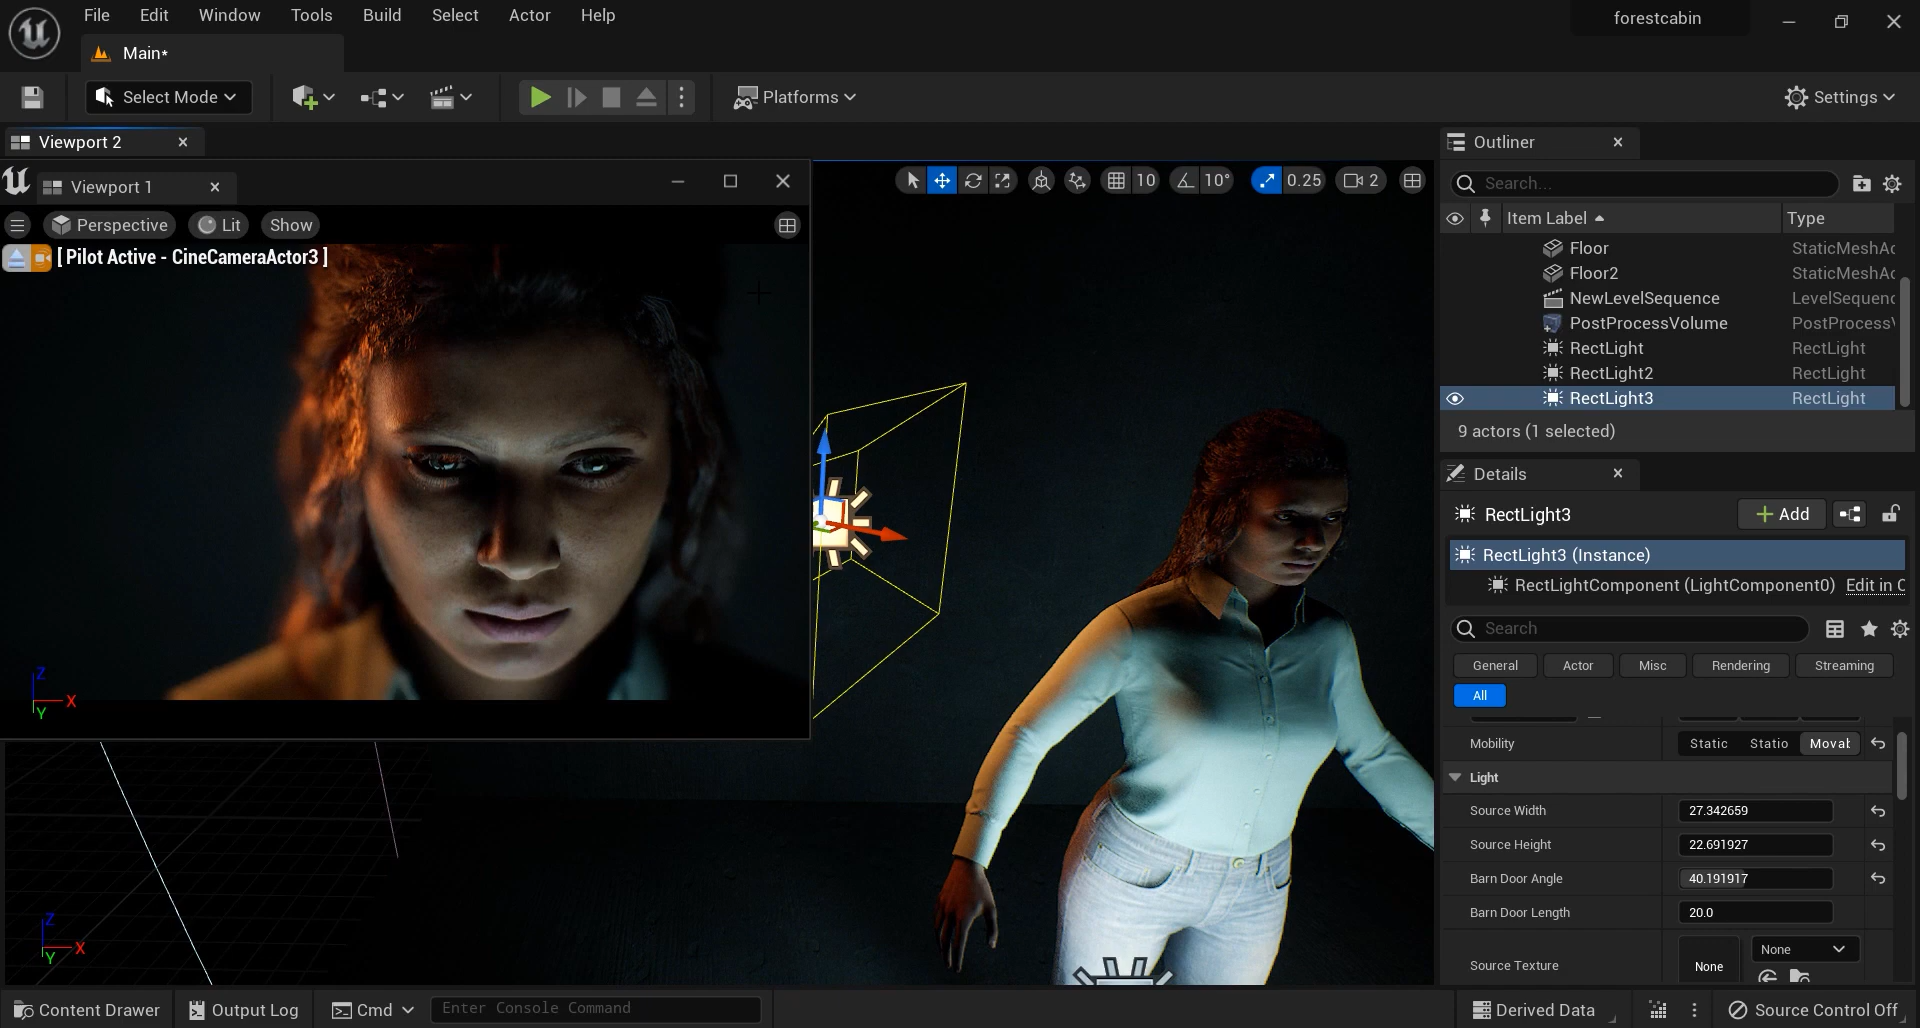 File Edit Window Tools Build Select Actor Help
forestcabin
Main*
Select Mode
Platforms
Settings
Viewport 2
Outliner
Viewport 1
10
10°
0.25
2
Search...
Perspective
Lit
Show
Item Label
Type
[ Pilot Active - CineCameraActor3 ]
Floor StaticMeshAc
Floor2 StaticMeshAc
NewLevelSequence LevelSequenc
PostProcessVolume PostProcessV
RectLight RectLight
RectLight2 RectLight
RectLight3 RectLight
9 actors (1 selected)
Details
RectLight3
Add
RectLight3 (Instance)
RectLightComponent (LightComponent0) Edit in C
Search
General Actor Misc Rendering Streaming
All
Mobility Static Statio Moval
Light
Source Width 27.342659
Source Height 22.691927
Barn Door Angle 40.191917
Barn Door Length 20.0
None
Source Texture None
Z
X
Y
Z
X
Y
Content Drawer
Output Log
Cmd
Enter Console Command
Derived Data
Source Control Off